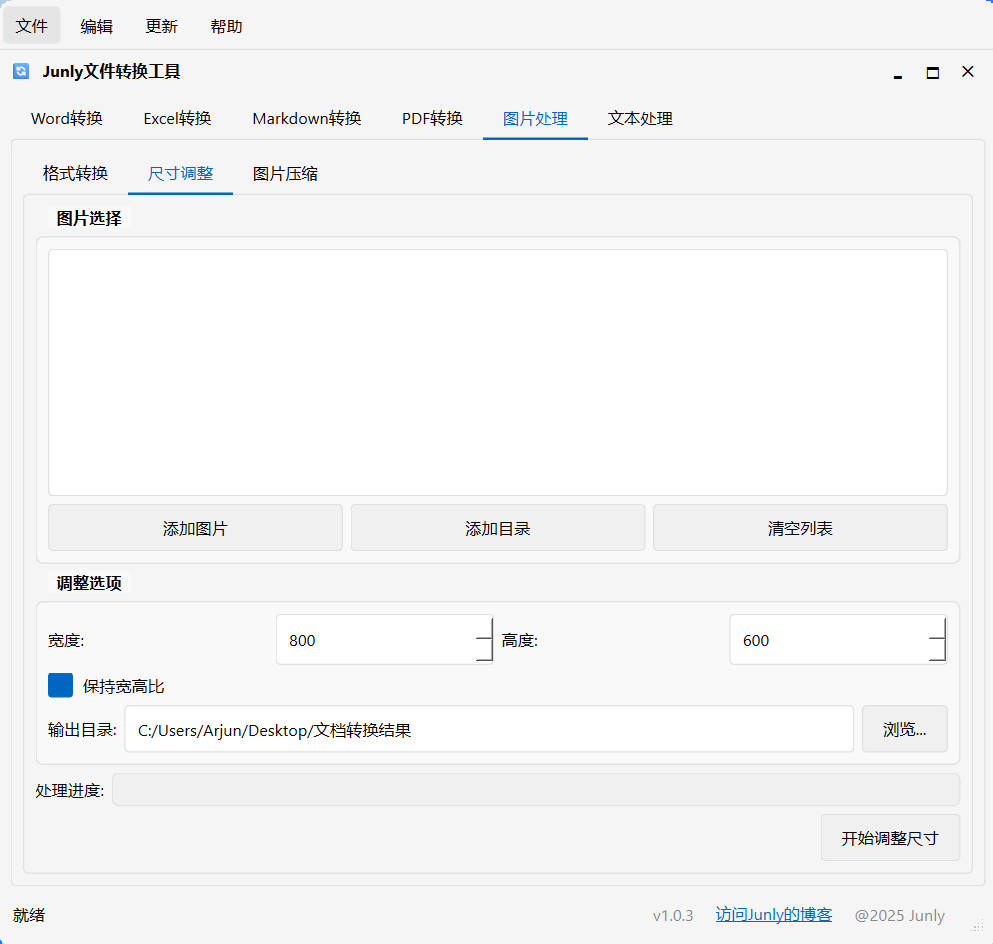 文件 编辑 更新 帮助
Junly文件转换工具
Word转换 Excel转换 Markdown转换 PDF转换 图片处理 文本处理
格式转换 尺寸调整 图片压缩
图片选择
添加图片 添加目录 清空列表
调整选项
宽度: 800 高度: 600
保持宽高比
输出目录: C:/Users/Arjun/Desktop/文档转换结果 浏览...
处理进度:
开始调整尺寸
就绪 v1.0.3 访问Junly的博客 @2025 Junly